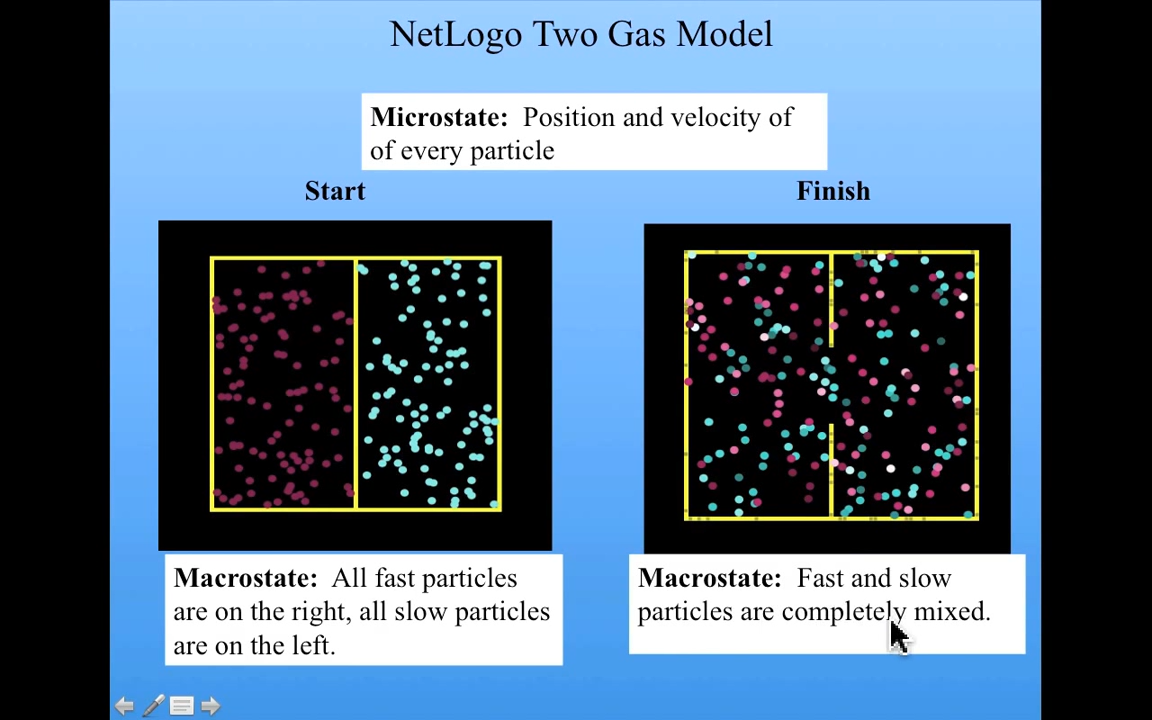 NetLogo Two Gas Model
Microstate: Position and velocity of
of every particle
Start
Finish
Macrostate: All fast particles
are on the right, all slow particles
are on the left.
Macrostate: Fast and slow
particles are completely mixed.